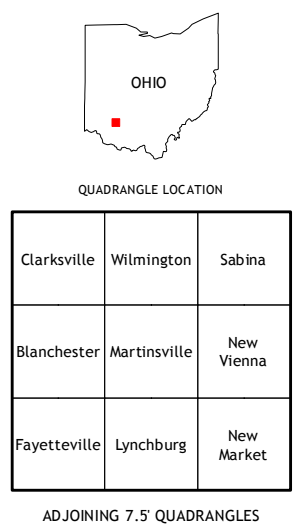 OHIO
QUADRANGLE LOCATION
Clarksville Wilmington Sabina
Blanchester Martinsville New
Vienna
Fayetteville Lynchburg New
Market
ADJOINING 7.5' QUADRANGLES